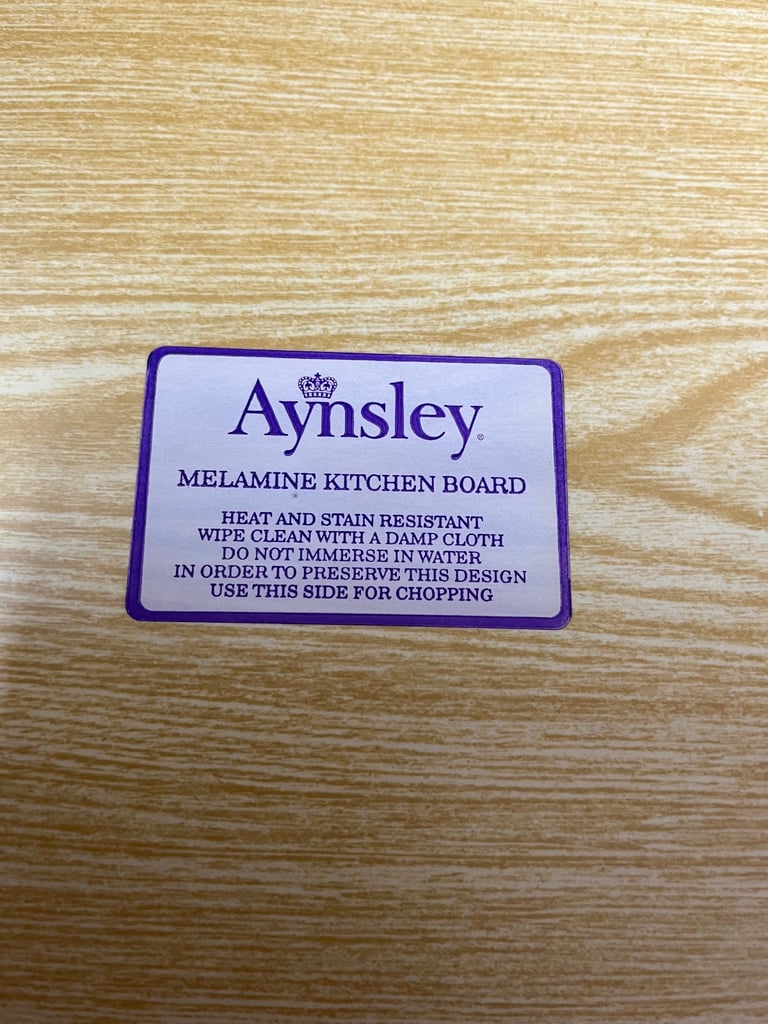 Aynsley®
MELAMINE KITCHEN BOARD
HEAT AND STAIN RESISTANT
WIPE CLEAN WITH A DAMP CLOTH
DO NOT IMMERSE IN WATER
IN ORDER TO PRESERVE THIS DESIGN
USE THIS SIDE FOR CHOPPING